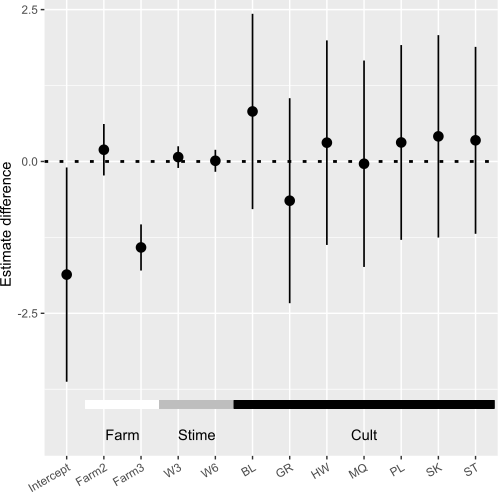 Estimate difference
2.5
0.0
-2.5
Farm Stime Cult
Intercept Farm2 Farm3 W3 W6 BL GR HW MQ PL SK ST